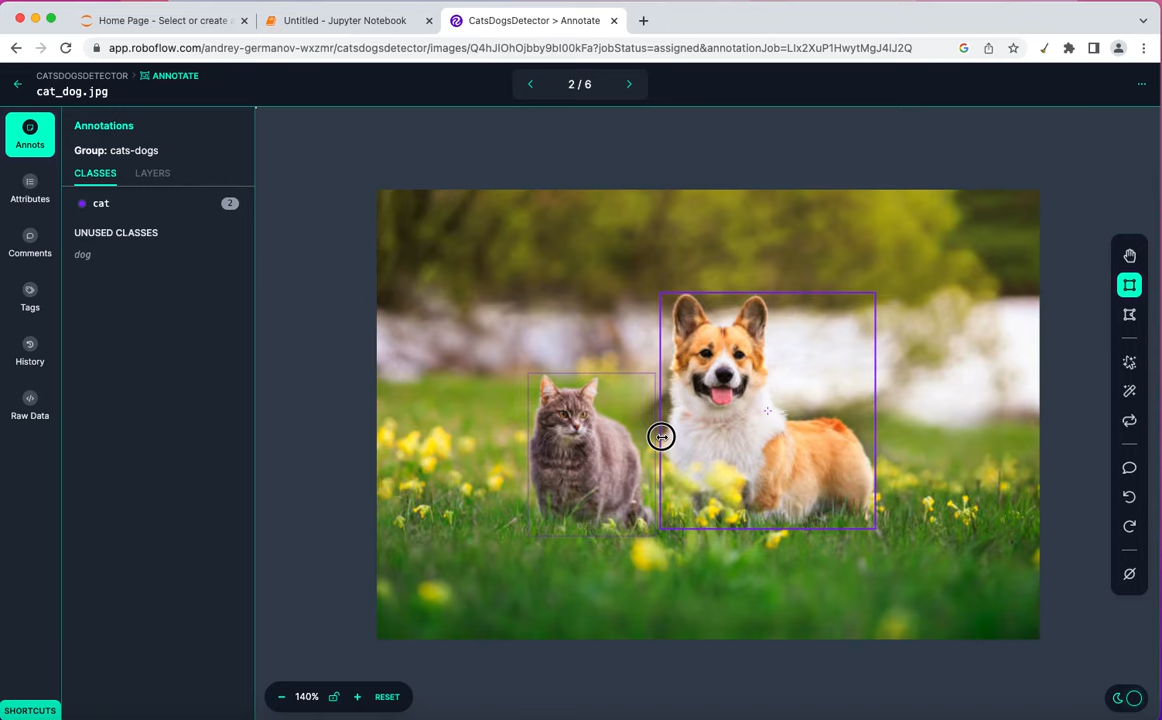 Home Page - Select or create a
Untitled - Jupyter Notebook
CatsDogsDetector > Annotate
app.roboflow.com/andrey-germanov-wxzmr/catsdogsdetector/images/Q4hJlOhOjbby9bI00kFa?jobStatus=assigned&annotationJob=LIx2XuP1HwytMgJ4lJ2Q
CATSDOGSDETECTOR > ANNOTATE
cat_dog.jpg
2 / 6
Annots
Attributes
Comments
Tags
History
Raw Data
SHORTCUTS
Annotations
Group: cats-dogs
CLASSES LAYERS
cat 2
UNUSED CLASSES
dog
140% RESET